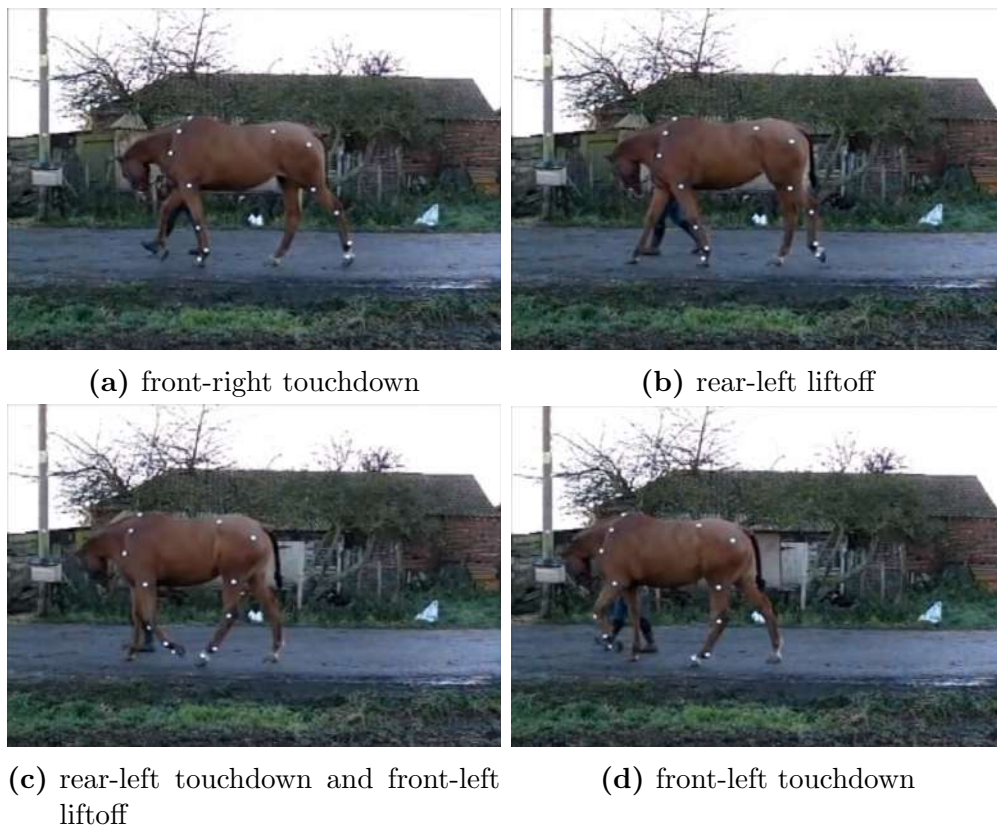 (a) front-right touchdown
(b) rear-left liftoff
(c) rear-left touchdown and front-left
liftoff
(d) front-left touchdown